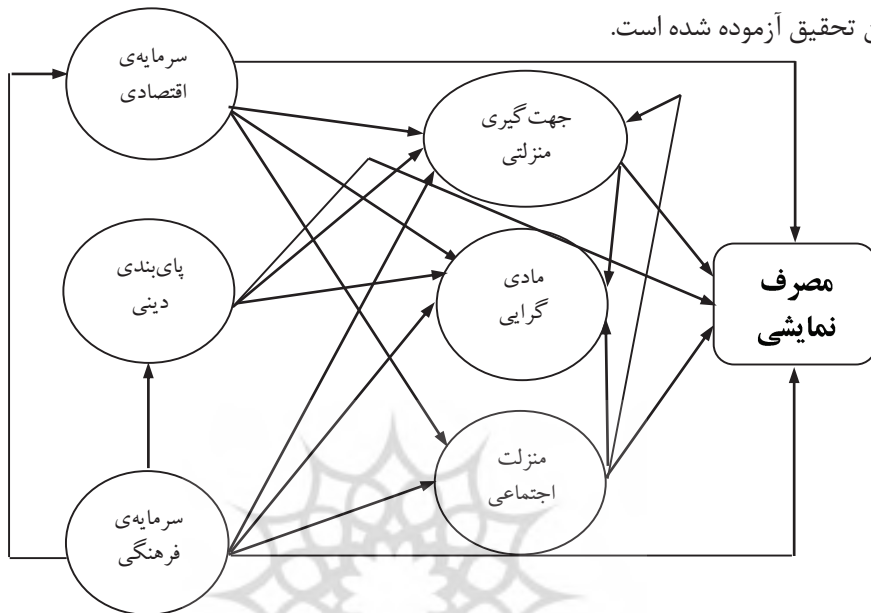 تحقیق آزموده شده است.
سرمایه‌ی
اقتصادی
جهت‌گیری
منزلتی
پای‌بندی
دینی
مادی
گرایی
مصرف
نمایشی
منزلت
اجتماعی
سرمایه‌ی
فرهنگی